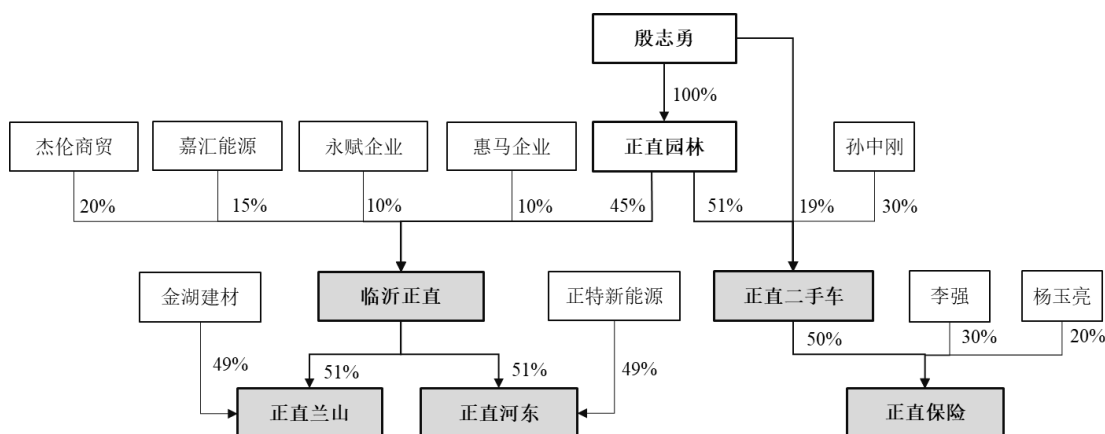 殷志勇
100%
杰伦商贸
嘉汇能源
永赋企业
惠马企业
正直园林
孙中刚
20%
15%
10%
10%
45%
51%
19%
30%
金湖建材
临沂正直
正特新能源
正直二手车
李强
杨玉亮
49%
51%
51%
49%
50%
30%
20%
正直兰山
正直河东
正直保险